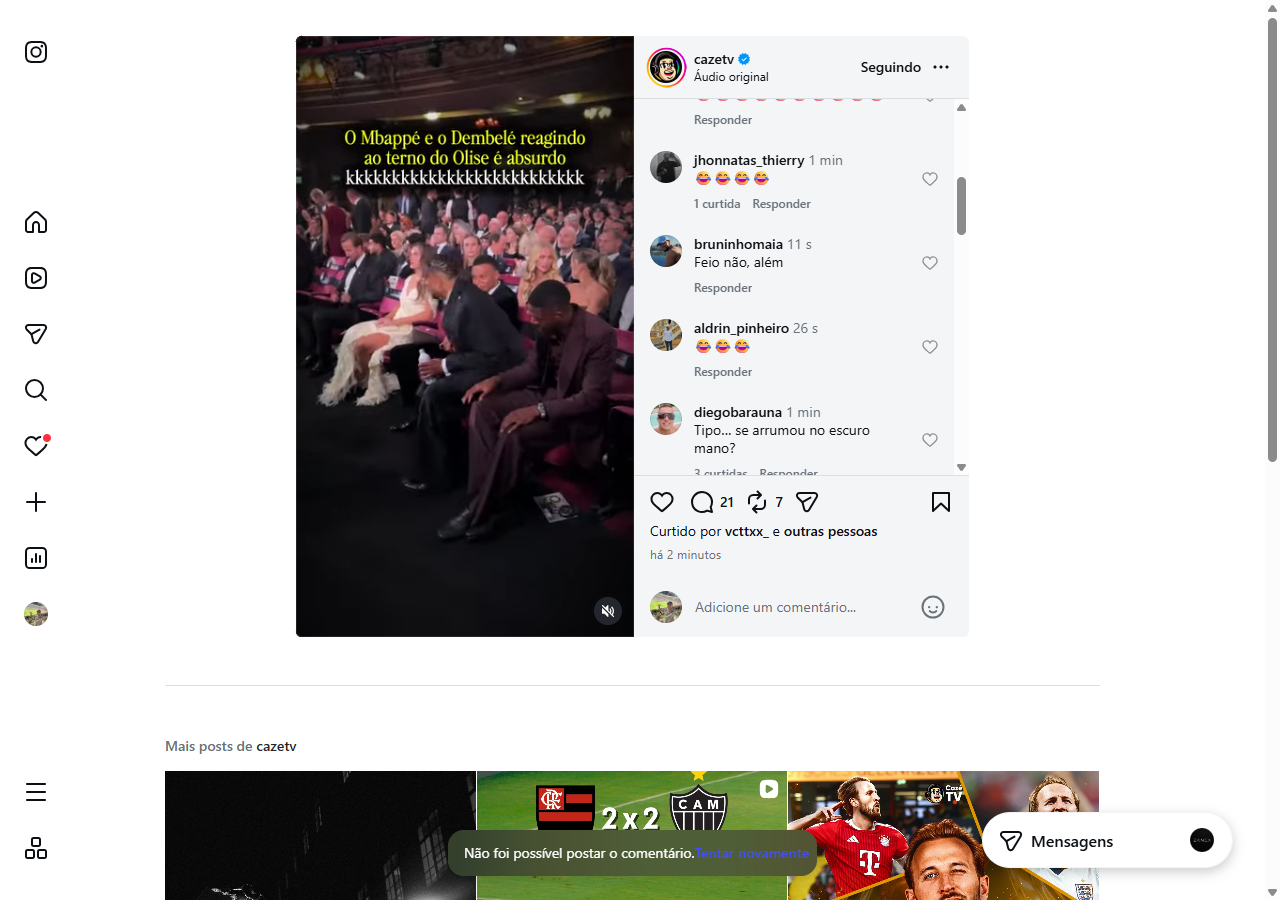 O Mbappé e o Dembelé reagindo
ao terno do Olise é absurdo
kkkkkkkkkkkkkkkkkkkkkkkkkk
cazetv
Áudio original
Seguindo
Responder
jhonnatas_thierry 1 min
😂😂😂😂
1 curtida Responder
bruninhomaia 11 s
Feio não, além
Responder
aldrin_pinheiro 26 s
😂😂😂
Responder
diegobarauna 1 min
Tipo… se arrumou no escuro
mano?
3 curtidas Responder
21
7
Curtido por vcttxx_ e outras pessoas
há 2 minutos
Adicione um comentário...
Mais posts de cazetv
2 x 2
CAM
Cazé
TV
T
Não foi possível postar o comentário.Tentar novamente
Mensagens